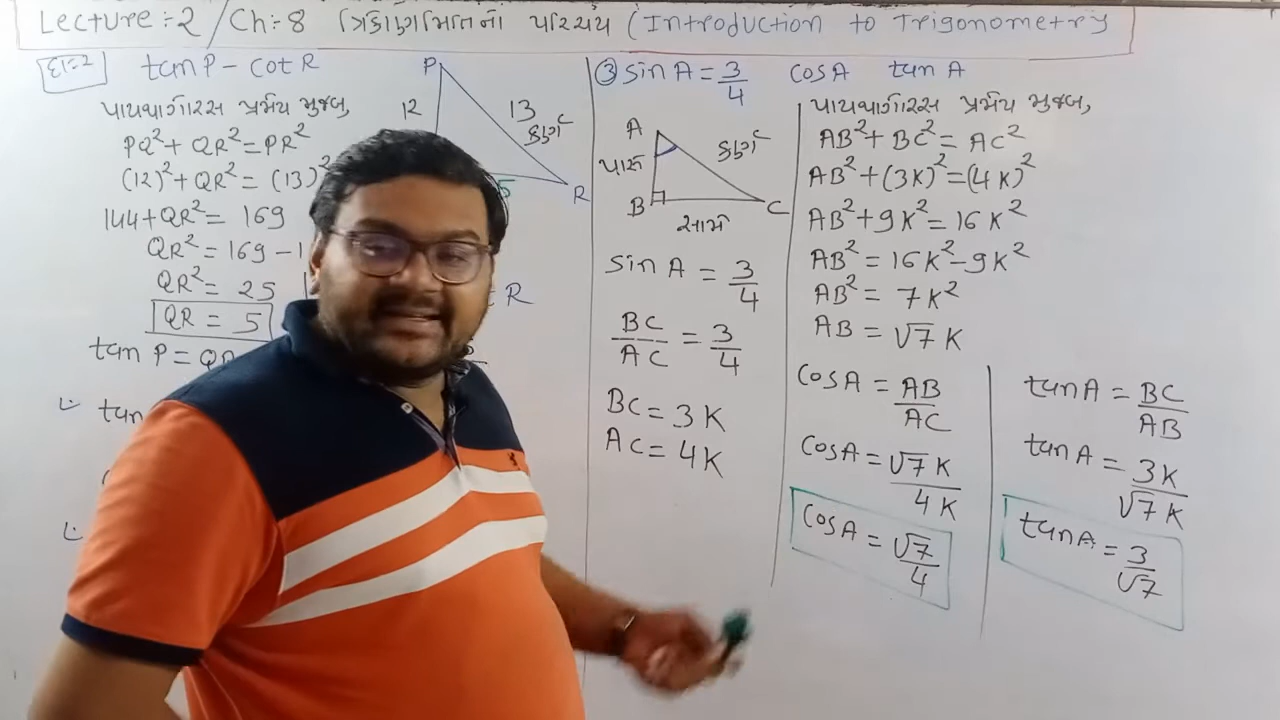 Lecture:2 / Ch:8 ત્રિકોણમિતિનો પરિચય (Introduction to Trigonometry
દા.2 tan P - cot R
પાયથાગોરસ પ્રમેય મુજબ,
PQ² + QR² = PR²
(12)² + QR² = (13)²
144 + QR² = 169
QR² = 169 - 1
QR² = 25
QR = 5
tan P = QR
∴ tan
P
12
13
કર્ણ
5
R
R
③ sin A = 3/4 cos A tan A
A
પાસે
કર્ણ
B
C
સામે
sin A = 3/4
BC/AC = 3/4
BC = 3K
AC = 4K
પાયથાગોરસ પ્રમેય મુજબ,
AB² + BC² = AC²
AB² + (3K)² = (4K)²
AB² + 9K² = 16K²
AB² = 16K² - 9K²
AB² = 7K²
AB = √7 K
cos A = AB/AC
cos A = √7K/4K
cos A = √7/4
tan A = BC/AB
tan A = 3K/√7K
tan A = 3/√7